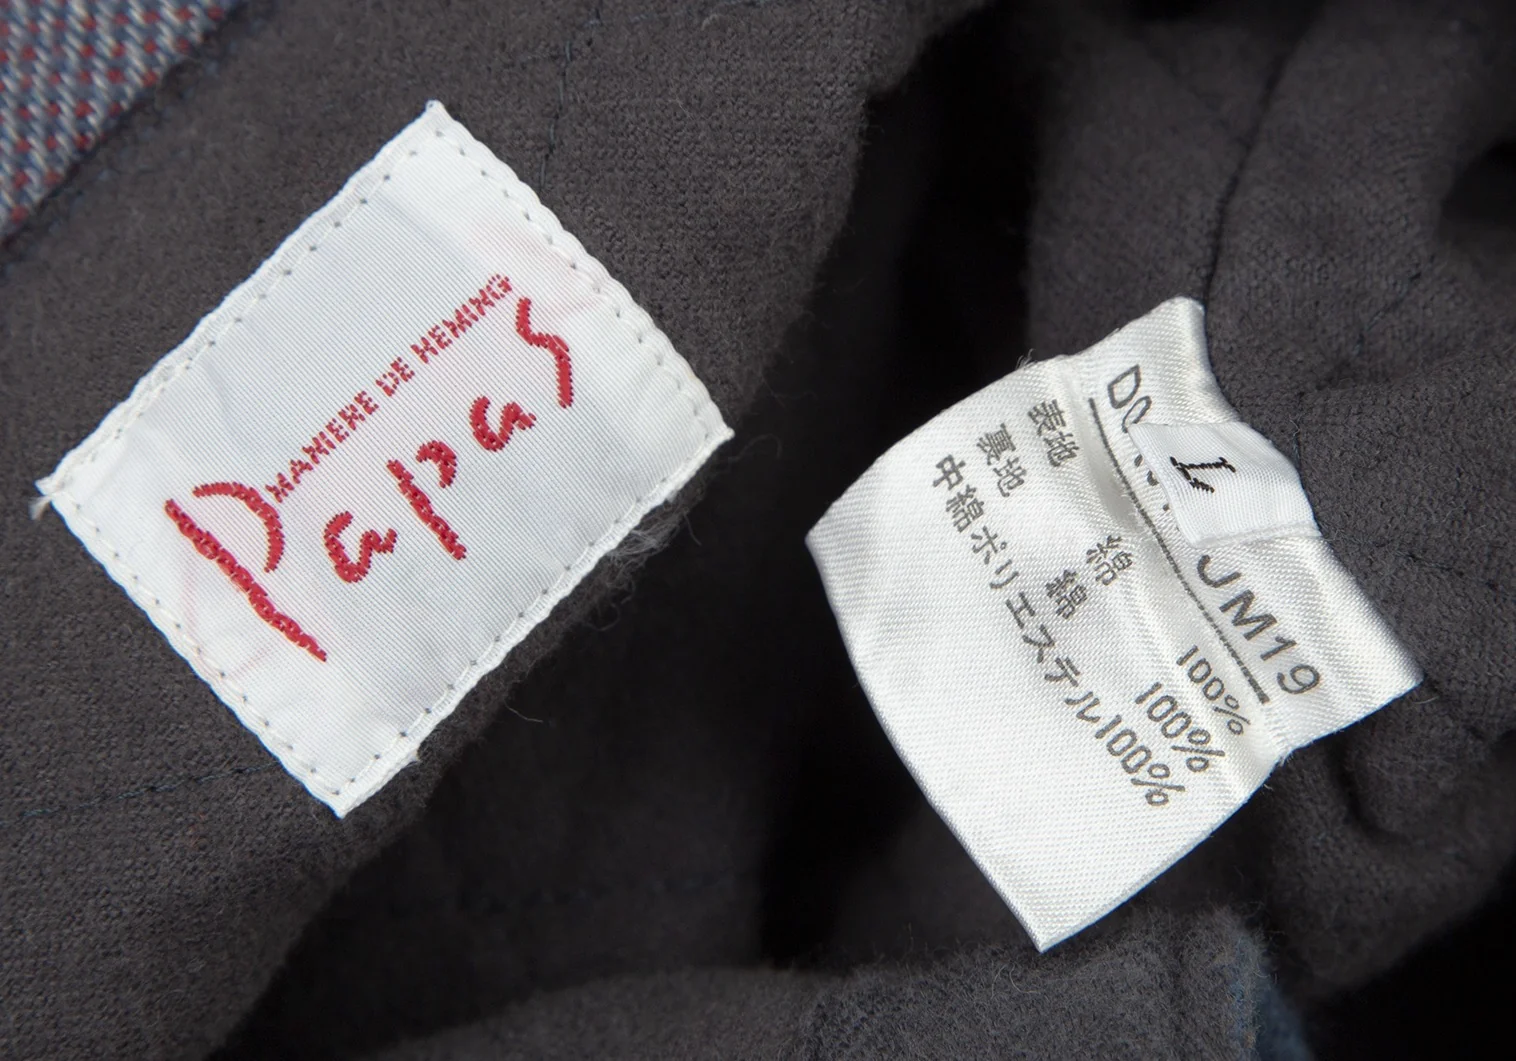 MANIERE DE HEMING
Papas
L
JM19
表地 綿 100%
裏地 綿 100%
中綿ポリエステル100%